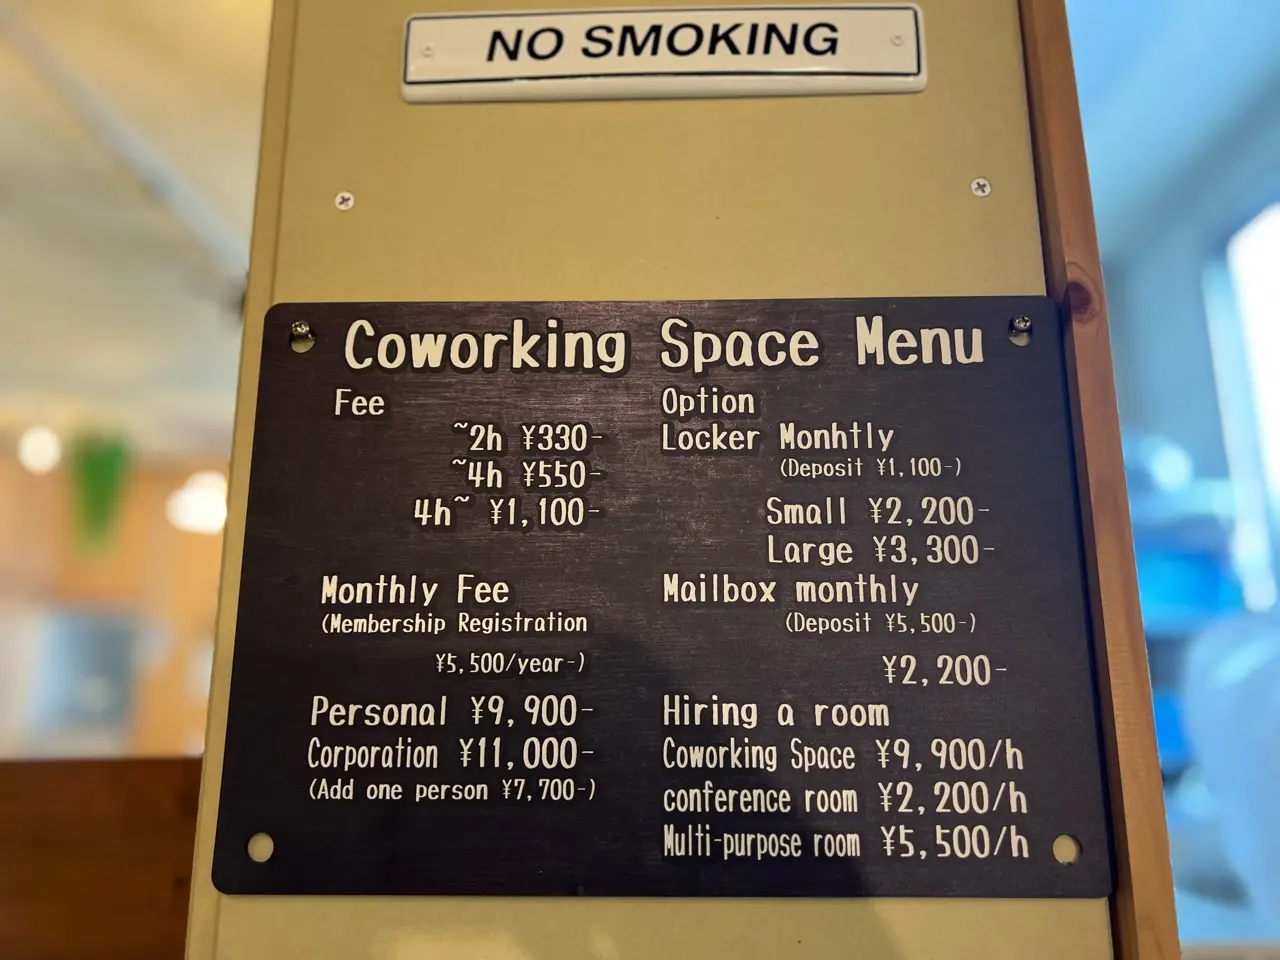 NO SMOKING
Coworking Space Menu
Fee
~2h ¥330-
~4h ¥550-
4h~ ¥1,100-
Monthly Fee
(Membership Registration
¥5,500/year-)
Personal ¥9,900-
Corporation ¥11,000-
(Add one person ¥7,700-)
Option
Locker Monhtly
(Deposit ¥1,100-)
Small ¥2,200-
Large ¥3,300-
Mailbox monthly
(Deposit ¥5,500-)
¥2,200-
Hiring a room
Coworking Space ¥9,900/h
conference room ¥2,200/h
Multi-purpose room ¥5,500/h